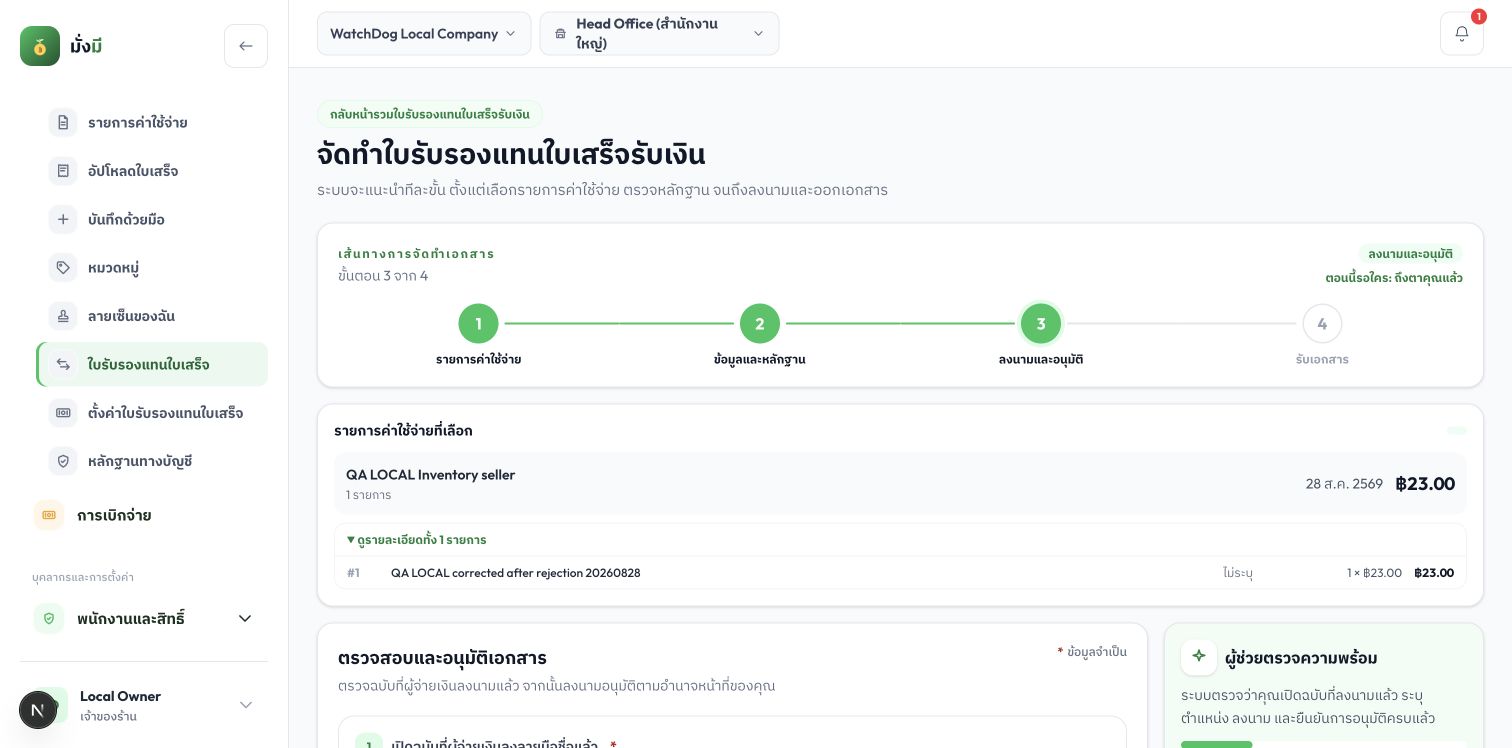 มั่งมี
WatchDog Local Company
Head Office (สำนักงาน
ใหญ่)
1
รายการค่าใช้จ่าย
อัปโหลดใบเสร็จ
บันทึกด้วยมือ
หมวดหมู่
ลายเซ็นของฉัน
ใบรับรองแทนใบเสร็จ
ตั้งค่าใบรับรองแทนใบเสร็จ
หลักฐานทางบัญชี
การเบิกจ่าย
บุคลากรและการตั้งค่า
พนักงานและสิทธิ์
N
Local Owner
เจ้าของร้าน
กลับหน้ารวมใบรับรองแทนใบเสร็จรับเงิน
จัดทำใบรับรองแทนใบเสร็จรับเงิน
ระบบจะแนะนำทีละขั้น ตั้งแต่เลือกรายการค่าใช้จ่าย ตรวจหลักฐาน จนถึงลงนามและออกเอกสาร
เส้นทางการจัดทำเอกสาร
ขั้นตอน 3 จาก 4
ลงนามและอนุมัติ
ตอนนี้รอใคร: ถึงตาคุณแล้ว
1
2
3
4
รายการค่าใช้จ่าย
ข้อมูลและหลักฐาน
ลงนามและอนุมัติ
รับเอกสาร
รายการค่าใช้จ่ายที่เลือก
QA LOCAL Inventory seller
1 รายการ
28 ส.ค. 2569 ฿23.00
▼ ดูรายละเอียดทั้ง 1 รายการ
#1 QA LOCAL corrected after rejection 20260828 ไม่ระบุ 1 × ฿23.00 ฿23.00
ตรวจสอบและอนุมัติเอกสาร
* ข้อมูลจำเป็น
ตรวจฉบับที่ผู้จ่ายเงินลงนามแล้ว จากนั้นลงนามอนุมัติตามอำนาจหน้าที่ของคุณ
1 เปิดฉบับที่ผู้จ่ายเงินลงลายมือชื่อแล้ว *
ผู้ช่วยตรวจความพร้อม
ระบบตรวจว่าคุณเปิดฉบับที่ลงนามแล้ว ระบุ
ตำแหน่ง ลงนาม และยืนยันการอนุมัติครบแล้ว